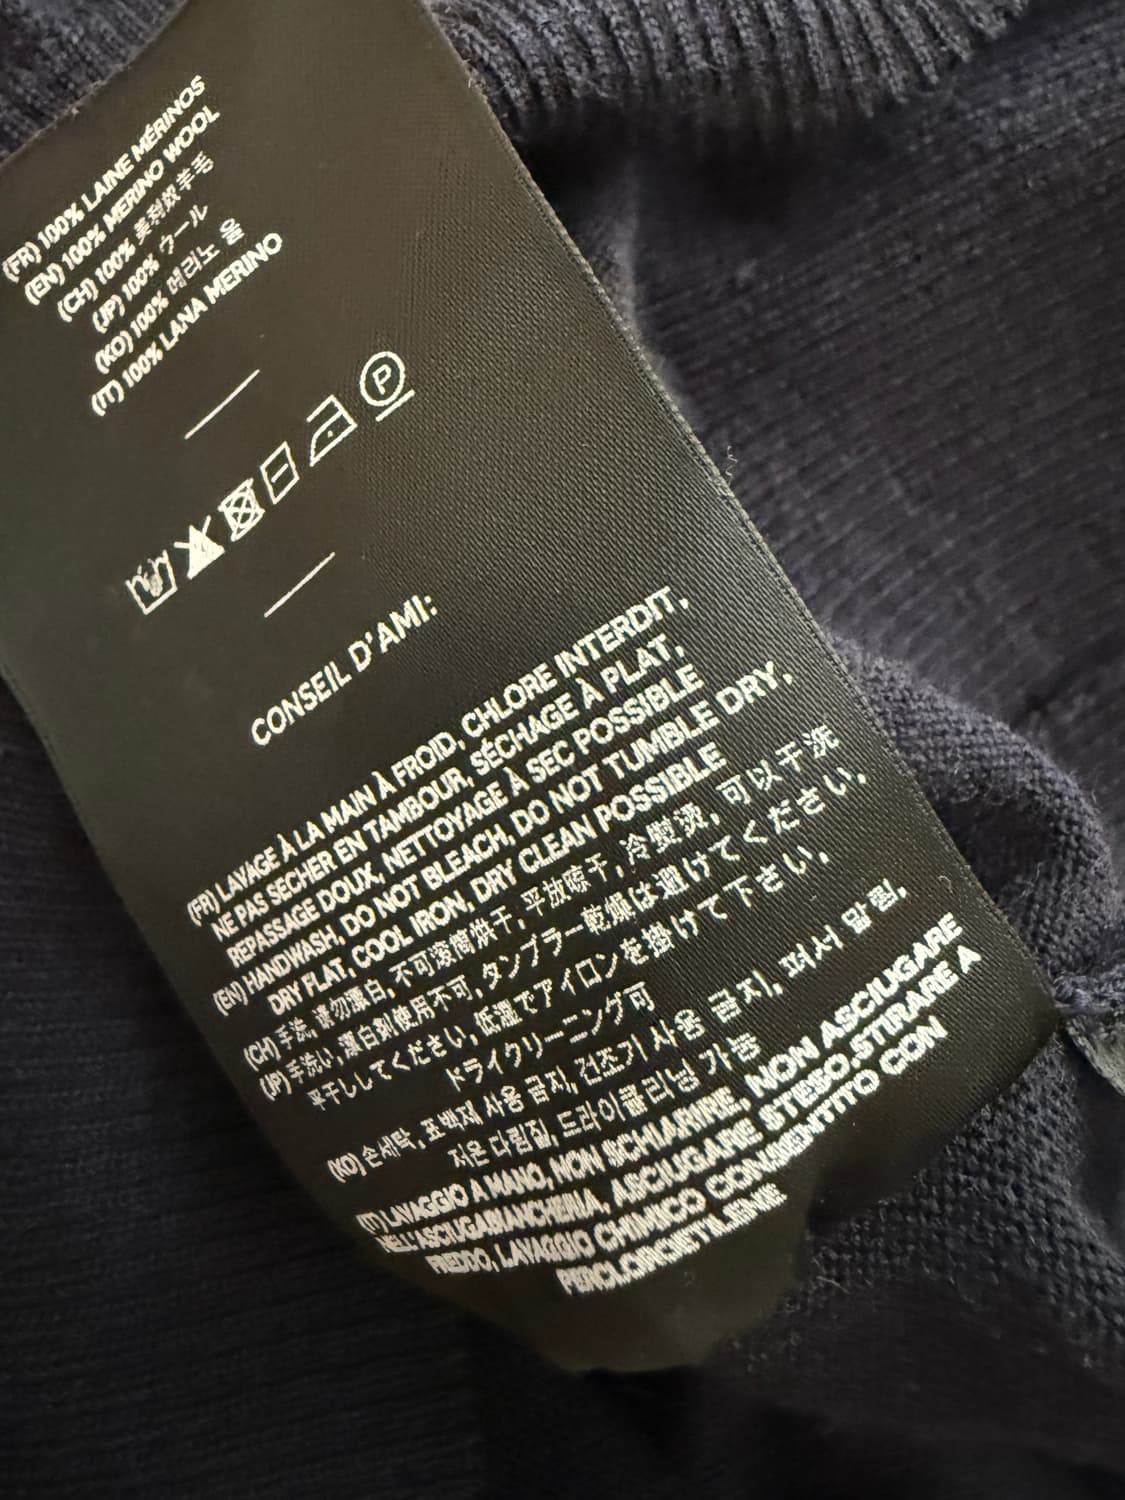 (FR) 100% LAINE MÉRINOS
(EN) 100% MERINO WOOL
(CH) 100% 美利奴羊毛
(JP) 100% ウール
(KO) 100% 메리노 울
(IT) 100% LANA MERINO
P
CONSEIL D'AMI:
(FR) LAVAGE À LA MAIN À FROID, CHLORE INTERDIT,
NE PAS SECHER EN TAMBOUR, SÉCHAGE À PLAT,
REPASSAGE DOUX, NETTOYAGE À SEC POSSIBLE
(EN) HANDWASH, DO NOT BLEACH, DO NOT TUMBLE DRY,
DRY FLAT, COOL IRON, DRY CLEAN POSSIBLE
(CH) 手洗, 请勿漂白, 不可滚筒烘干, 平放晾干, 冷熨烫, 可以干洗
(JP) 手洗い, 漂白剤使用不可, タンブラー乾燥は避けてください,
平干ししてください, 低温でアイロンを掛けて下さい,
ドライクリーニング可
(KO) 손세탁, 표백제 사용 금지, 건조기 사용 금지, 펴서 말림,
저온 다림질, 드라이클리닝 가능
(IT) LAVAGGIO A MANO, NON SCHIARIRE, NON ASCIUGARE
NELL'ASCIUGABIANCHERIA, ASCIUGARE STESO, STIRARE A
FREDDO, LAVAGGIO CHIMICO CONSENTITO CON
PERCLOROETILENE